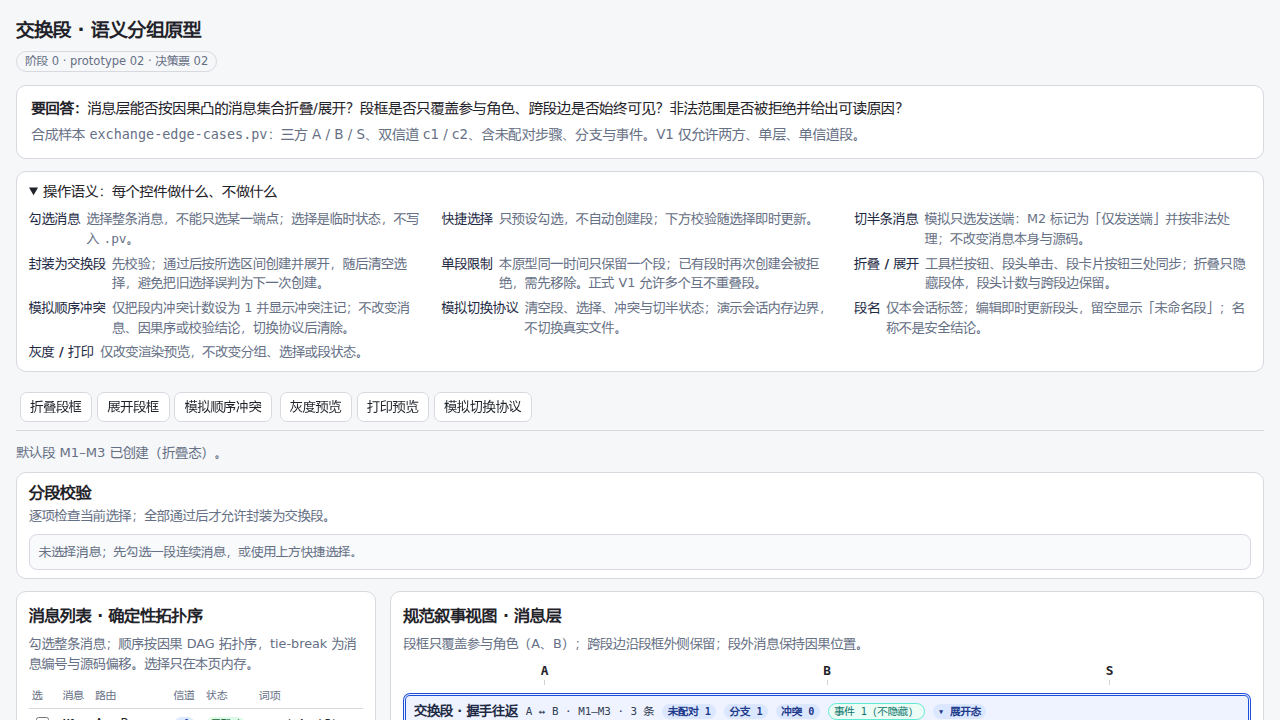 交换段 · 语义分组原型
阶段 0 · prototype 02 · 决策票 02
要回答：消息层能否按因果凸的消息集合折叠/展开？段框是否只覆盖参与角色、跨段边是否始终可见？非法范围是否被拒绝并给出可读原因？
合成样本 exchange-edge-cases.pv：三方 A / B / S、双信道 c1 / c2、含未配对步骤、分支与事件。V1 仅允许两方、单层、单信道段。
▼ 操作语义：每个控件做什么、不做什么
勾选消息 选择整条消息，不能只选某一端点；选择是临时状态，不写入 .pv。
快捷选择 只预设勾选，不自动创建段；下方校验随选择即时更新。
切半条消息 模拟只选发送端：M2 标记为「仅发送端」并按非法处理；不改变消息本身与源码。
封装为交换段 先校验；通过后按所选区间创建并展开，随后清空选择，避免把旧选择误判为下一次创建。
单段限制 本原型同一时间只保留一个段；已有段时再次创建会被拒绝，需先移除。正式 V1 允许多个互不重叠段。
折叠 / 展开 工具栏按钮、段头单击、段卡片按钮三处同步；折叠只隐藏段体，段头计数与跨段边保留。
模拟顺序冲突 仅把段内冲突计数设为 1 并显示冲突注记；不改变消息、因果序或校验结论，切换协议后清除。
模拟切换协议 清空段、选择、冲突与切半状态；演示会话内存边界，不切换真实文件。
段名 仅本会话标签；编辑即时更新段头，留空显示「未命名段」；名称不是安全结论。
灰度 / 打印 仅改变渲染预览，不改变分组、选择或段状态。
折叠段框 展开段框 模拟顺序冲突 灰度预览 打印预览 模拟切换协议
默认段 M1–M3 已创建（折叠态）。
分段校验
逐项检查当前选择；全部通过后才允许封装为交换段。
未选择消息；先勾选一段连续消息，或使用上方快捷选择。
消息列表 · 确定性拓扑序
勾选整条消息；顺序按因果 DAG 拓扑序，tie-break 为消
息编号与源码偏移。选择只在本页内存。
选 消息 路由 信道 状态 词项
规范叙事视图 · 消息层
段框只覆盖参与角色（A、B）；跨段边沿段框外侧保留；段外消息保持因果位置。
A B S
交换段 · 握手往返 A ↔ B · M1–M3 · 3 条 未配对 1 分支 1 冲突 0 事件 1 (不隐藏) ▾ 展开态